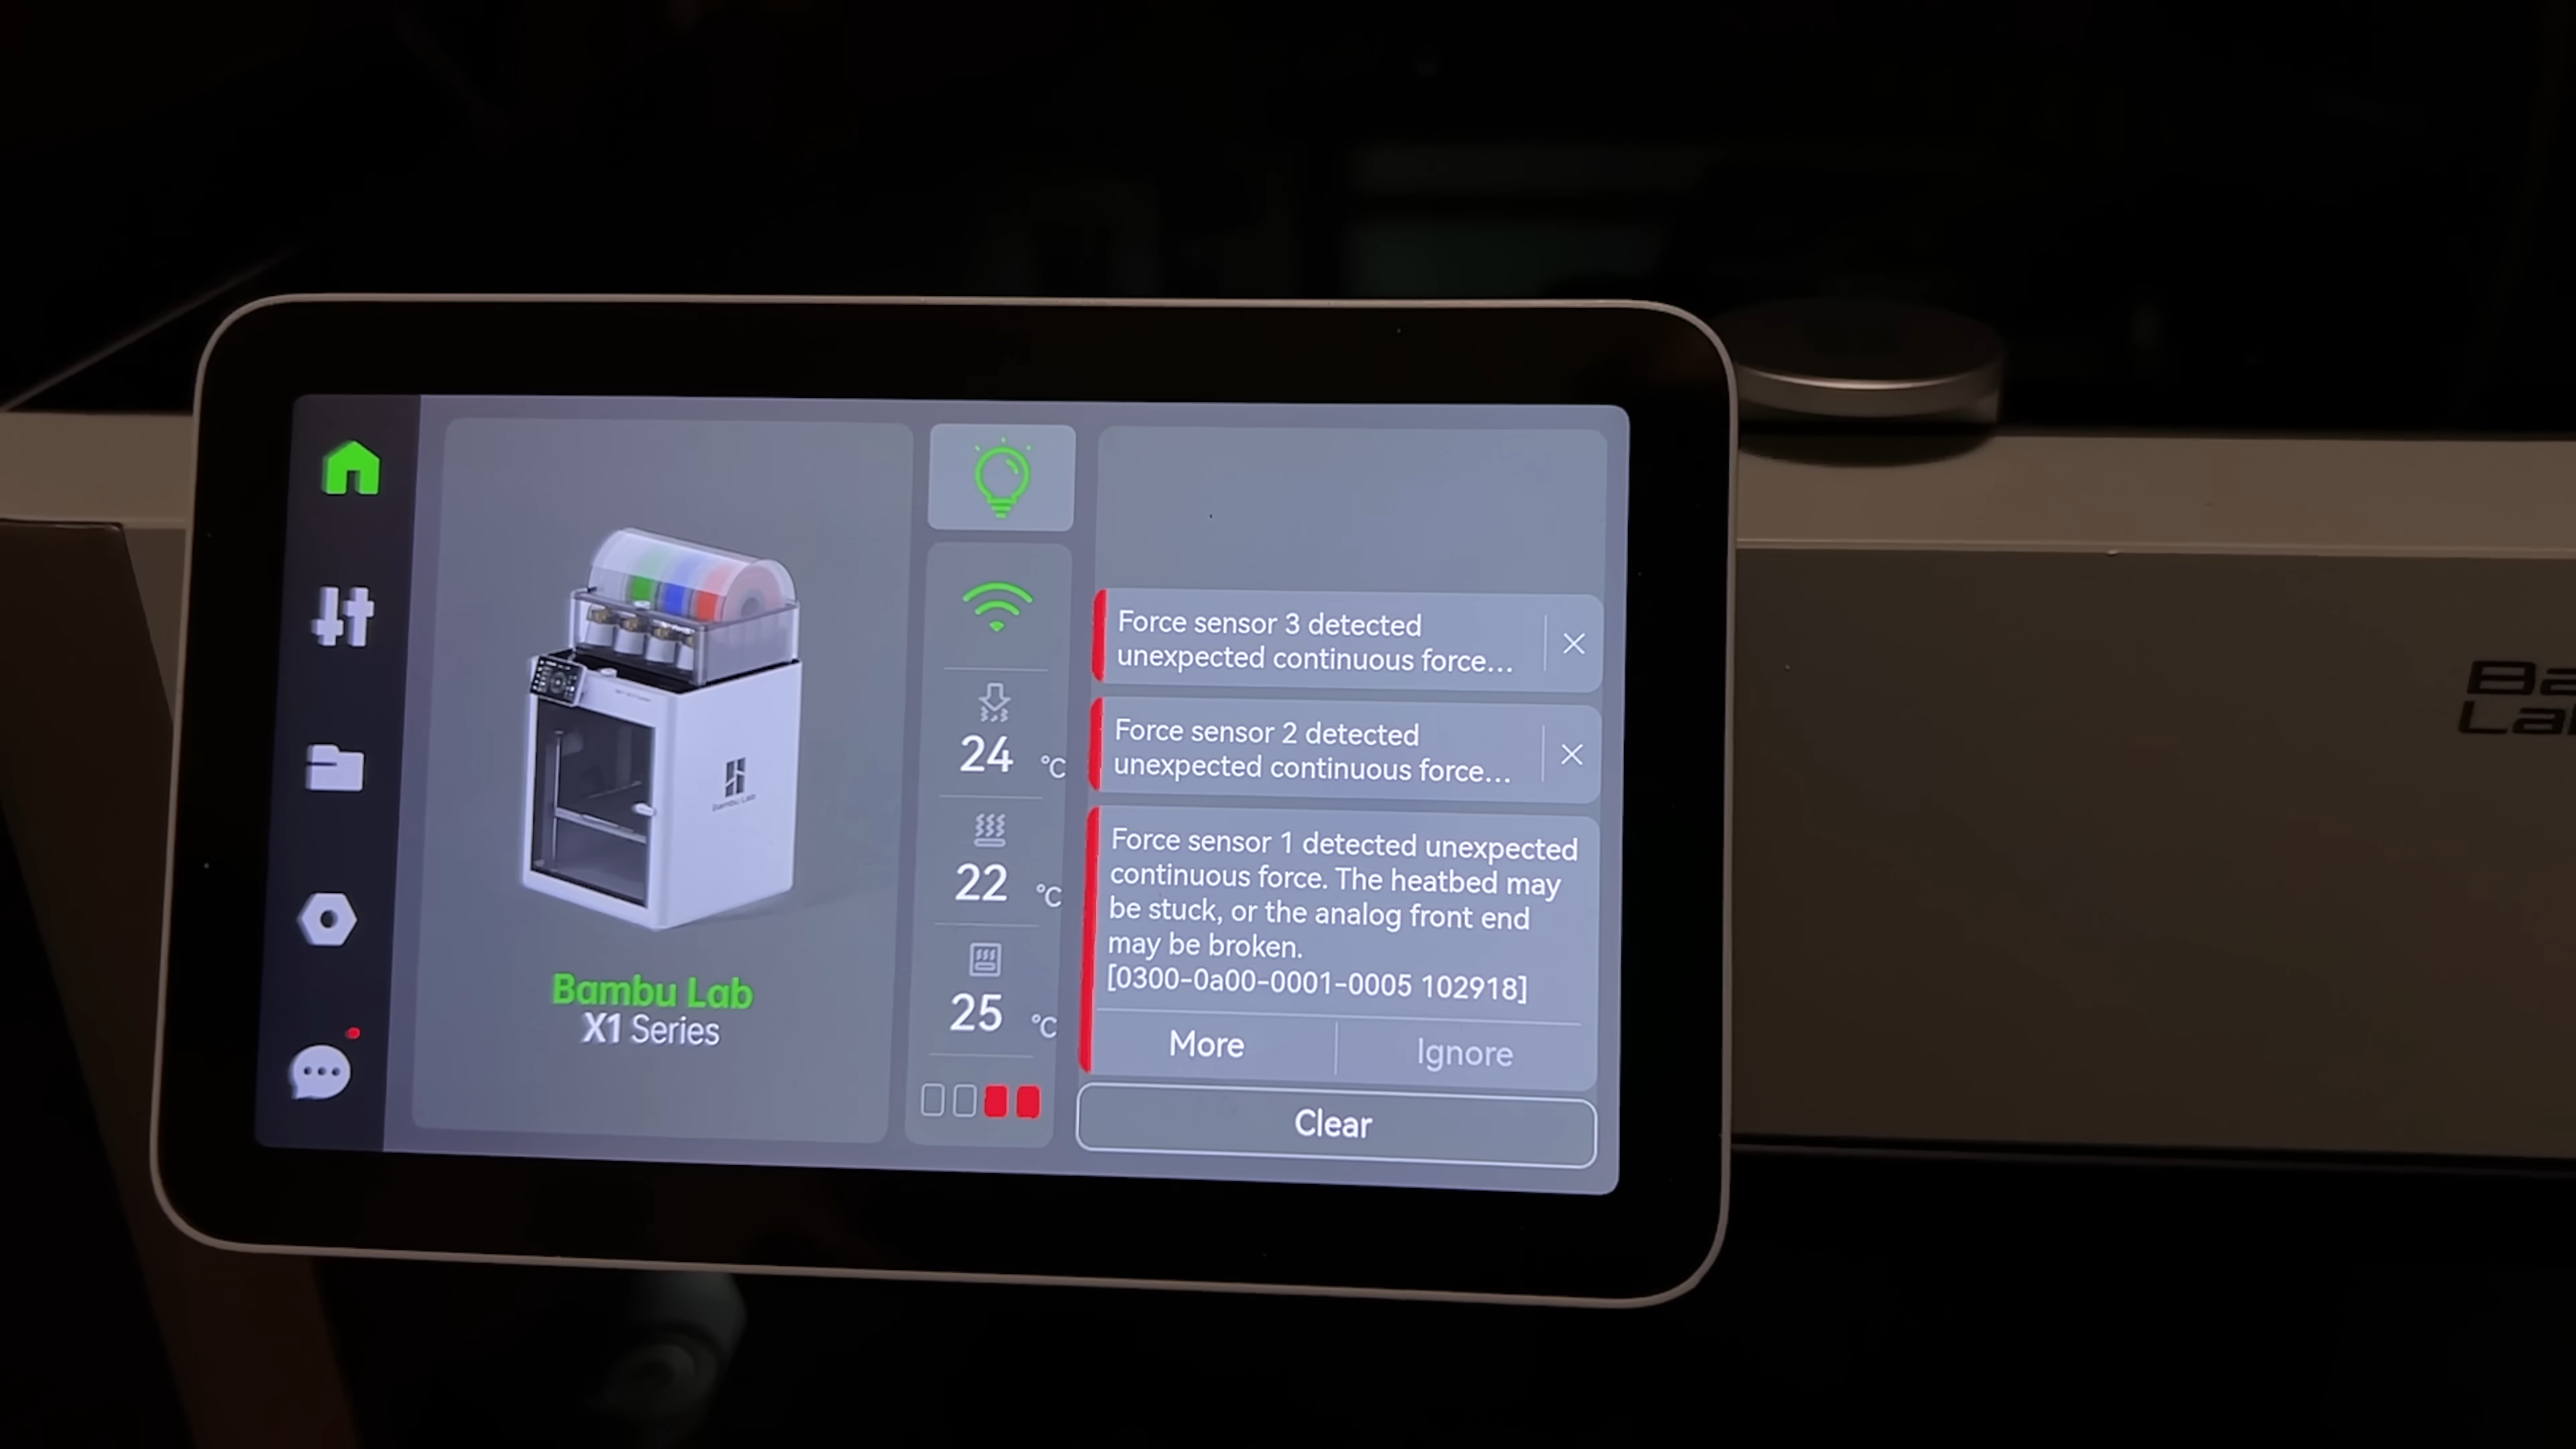 Force sensor 3 detected
unexpected continuous force...
Force sensor 2 detected
unexpected continuous force...
Force sensor 1 detected unexpected
continuous force. The heatbed may
be stuck, or the analog front end
may be broken.
[0300-0a00-0001-0005 102918]
More
Ignore
Clear
24 °C
22 °C
25 °C
Bambu Lab
Bambu Lab
X1 Series